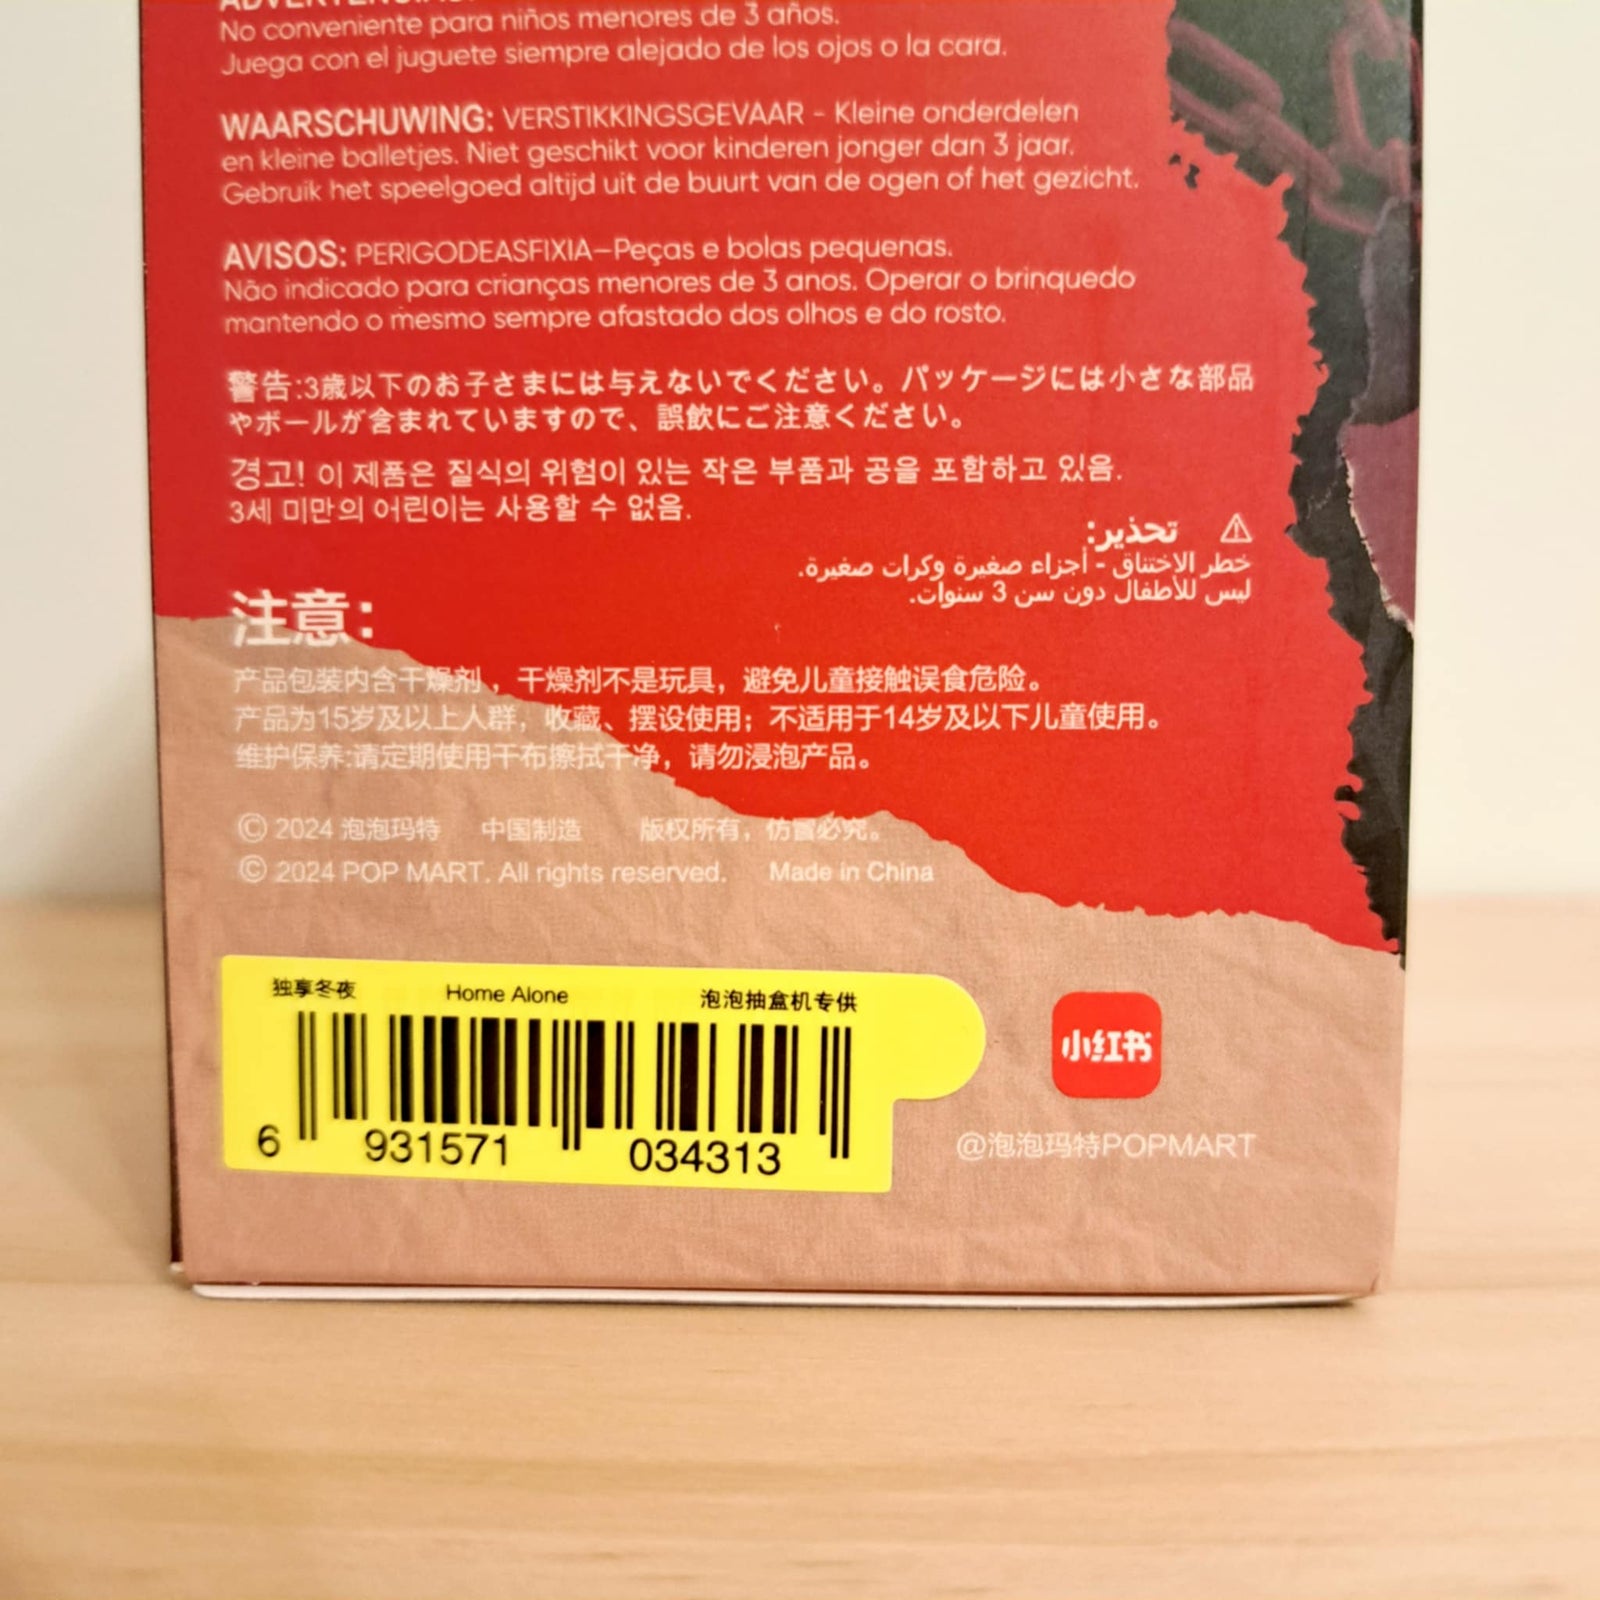 ADVERTENCIAS:
No conveniente para niños menores de 3 años.
Juega con el juguete siempre alejado de los ojos o la cara.
WAARSCHUWING: VERSTIKKINGSGEVAAR - Kleine onderdelen
en kleine balletjes. Niet geschikt voor kinderen jonger dan 3 jaar.
Gebruik het speelgoed altijd uit de buurt van de ogen of het gezicht.
AVISOS: PERIGODEASFIXIA–Peças e bolas pequenas.
Não indicado para crianças menores de 3 anos. Operar o brinquedo
mantendo o mesmo sempre afastado dos olhos e do rosto.
警告:3歳以下のお子さまには与えないでください。パッケージには小さな部品
やボールが含まれていますので、誤飲にご注意ください。
경고! 이 제품은 질식의 위험이 있는 작은 부품과 공을 포함하고 있음.
3세 미만의 어린이는 사용할 수 없음.
⚠ تحذير:
خطر الاختناق - أجزاء صغيرة وكرات صغيرة.
ليس للأطفال دون سن 3 سنوات.
注意：
产品包装内含干燥剂，干燥剂不是玩具，避免儿童接触误食危险。
产品为15岁及以上人群，收藏、摆设使用；不适用于14岁及以下儿童使用。
维护保养:请定期使用干布擦拭干净，请勿浸泡产品。
© 2024 泡泡玛特 中国制造 版权所有，仿冒必究。
© 2024 POP MART. All rights reserved. Made in China
独享冬夜 Home Alone 泡泡抽盒机专供
6 931571 034313
小红书
@泡泡玛特POPMART